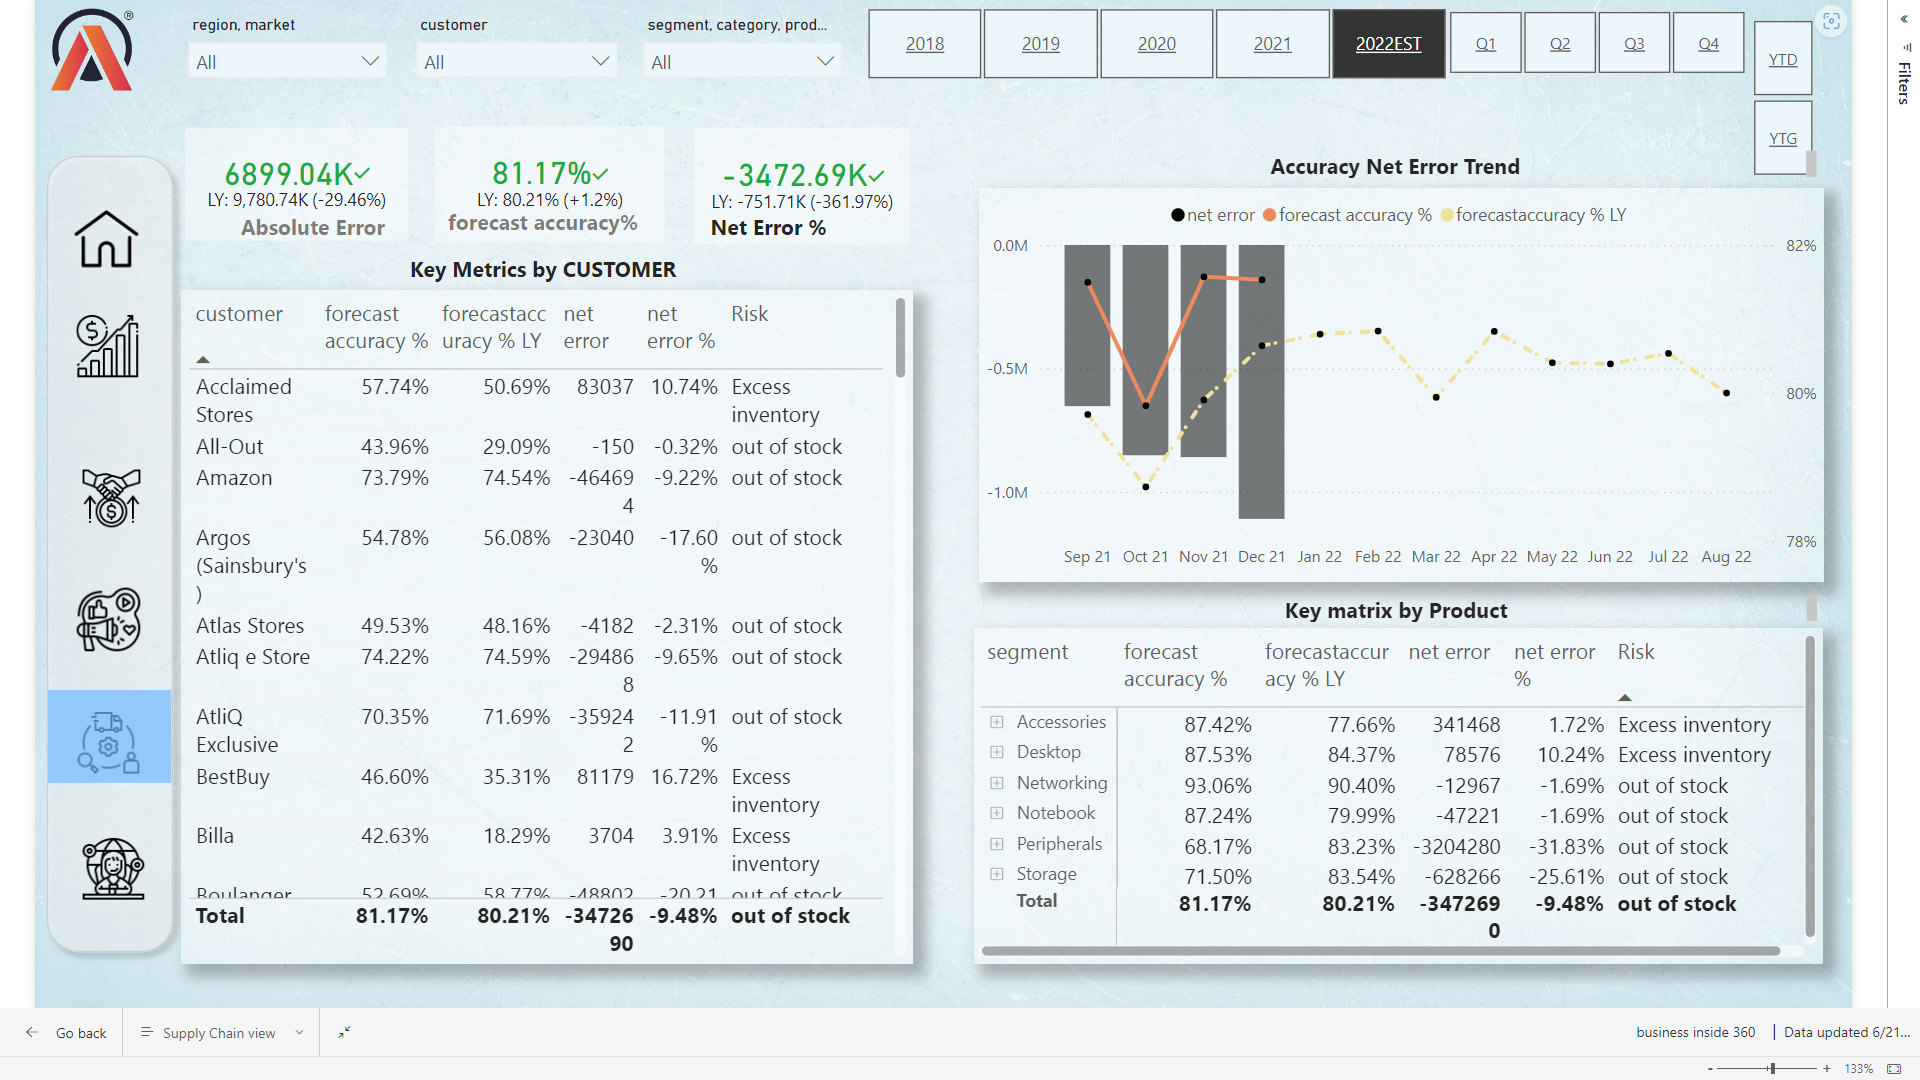 region, market
customer
segment, category, prod...
All
All
All
2018
2019
2020
2021
2022EST
Q1
Q2
Q3
Q4
YTD
YTG
Filters
6899.04K
LY: 9,780.74K (-29.46%)
Absolute Error
81.17%
LY: 80.21% (+1.2%)
forecast accuracy%
-3472.69K
LY: -751.71K (-361.97%)
Net Error %
Key Metrics by CUSTOMER
customer forecast accuracy % forecastaccuracy % LY net error net error % Risk
Acclaimed Stores 57.74% 50.69% 83037 10.74% Excess inventory
All-Out 43.96% 29.09% -150 -0.32% out of stock
Amazon 73.79% 74.54% -464694 -9.22% out of stock
Argos (Sainsbury's) 54.78% 56.08% -23040 -17.60% out of stock
Atlas Stores 49.53% 48.16% -4182 -2.31% out of stock
Atliq e Store 74.22% 74.59% -294868 -9.65% out of stock
AtliQ Exclusive 70.35% 71.69% -359242 -11.91% out of stock
BestBuy 46.60% 35.31% 81179 16.72% Excess inventory
Billa 42.63% 18.29% 3704 3.91% Excess inventory
Boulanger 52.69% 58.77% -48802 -20.21 out of stock
Total 81.17% 80.21% -3472690 -9.48% out of stock
Accuracy Net Error Trend
net error forecast accuracy % forecastaccuracy % LY
0.0M
-0.5M
-1.0M
82%
80%
78%
Sep 21 Oct 21 Nov 21 Dec 21 Jan 22 Feb 22 Mar 22 Apr 22 May 22 Jun 22 Jul 22 Aug 22
Key matrix by Product
segment forecast accuracy % forecastaccuracy % LY net error net error % Risk
Accessories 87.42% 77.66% 341468 1.72% Excess inventory
Desktop 87.53% 84.37% 78576 10.24% Excess inventory
Networking 93.06% 90.40% -12967 -1.69% out of stock
Notebook 87.24% 79.99% -47221 -1.69% out of stock
Peripherals 68.17% 83.23% -3204280 -31.83% out of stock
Storage 71.50% 83.54% -628266 -25.61% out of stock
Total 81.17% 80.21% -3472690 -9.48% out of stock
Go back
Supply Chain view
business inside 360 | Data updated 6/21...
- + 133%